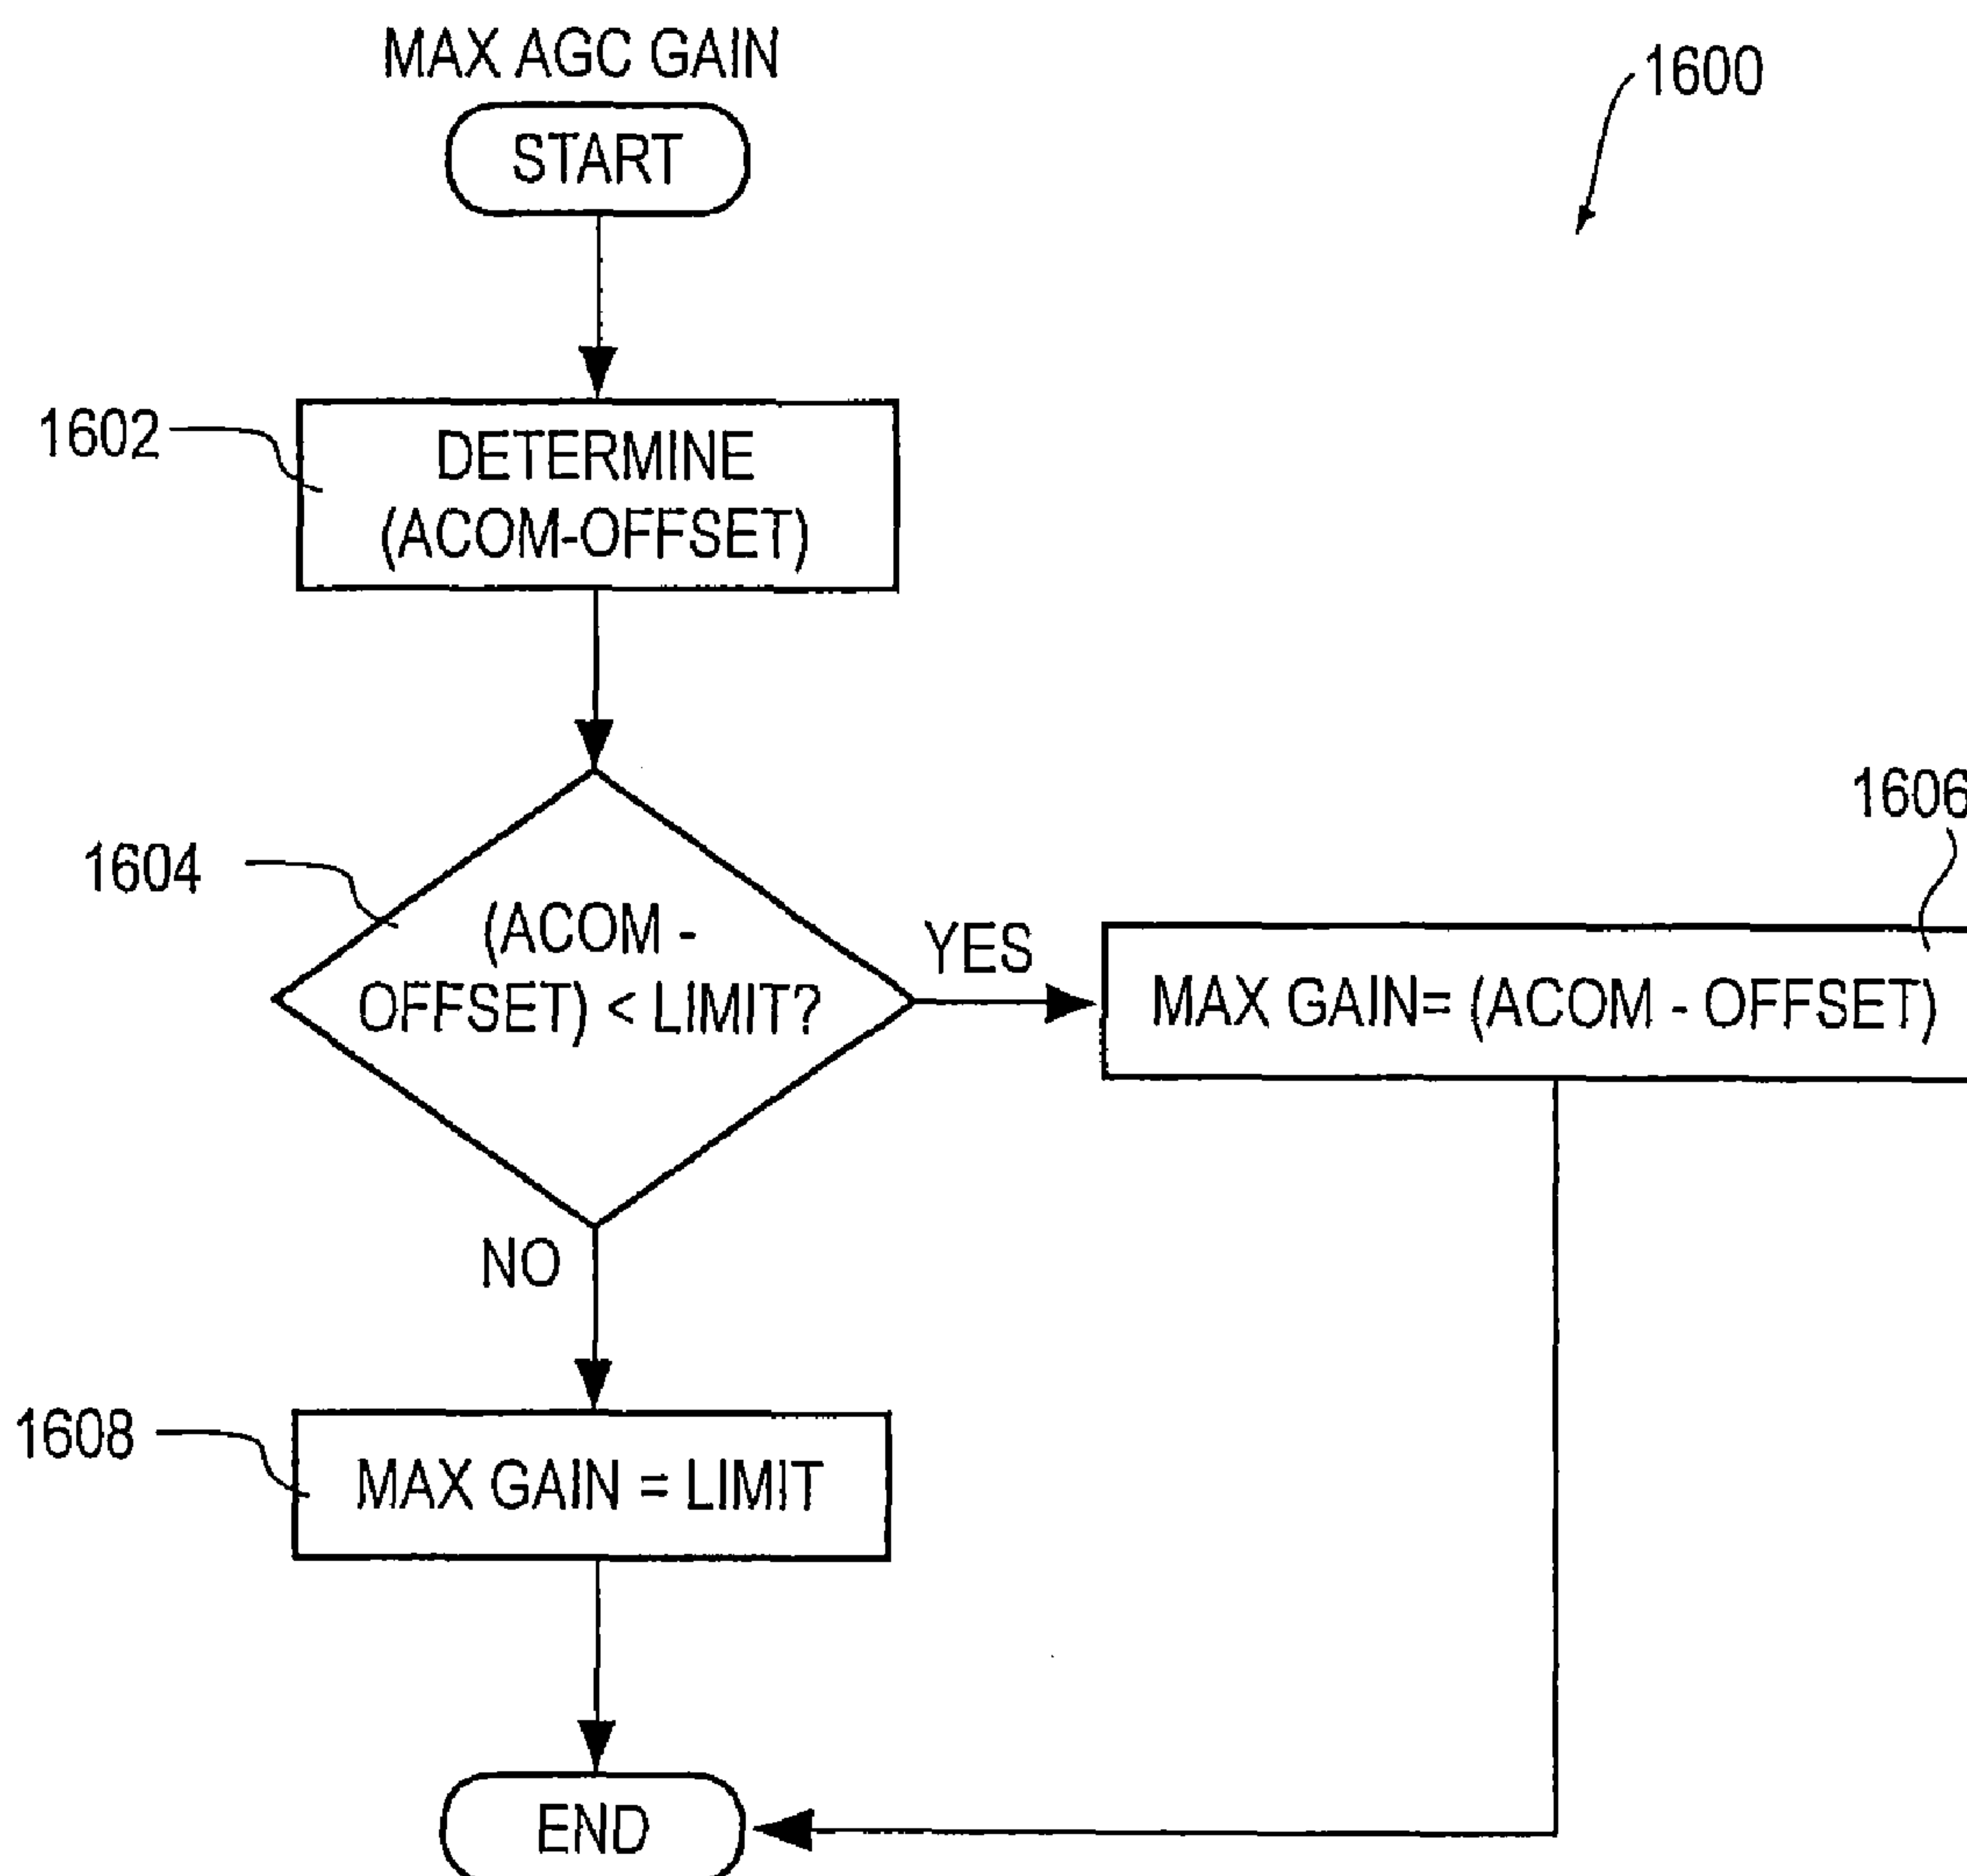 MAX AGC GAIN
1600
START
1602
DETERMINE
(ACOM-OFFSET)
1604
(ACOM -
OFFSET) < LIMIT?
YES
1606
MAX GAIN= (ACOM - OFFSET)
NO
1608
MAX GAIN = LIMIT
END